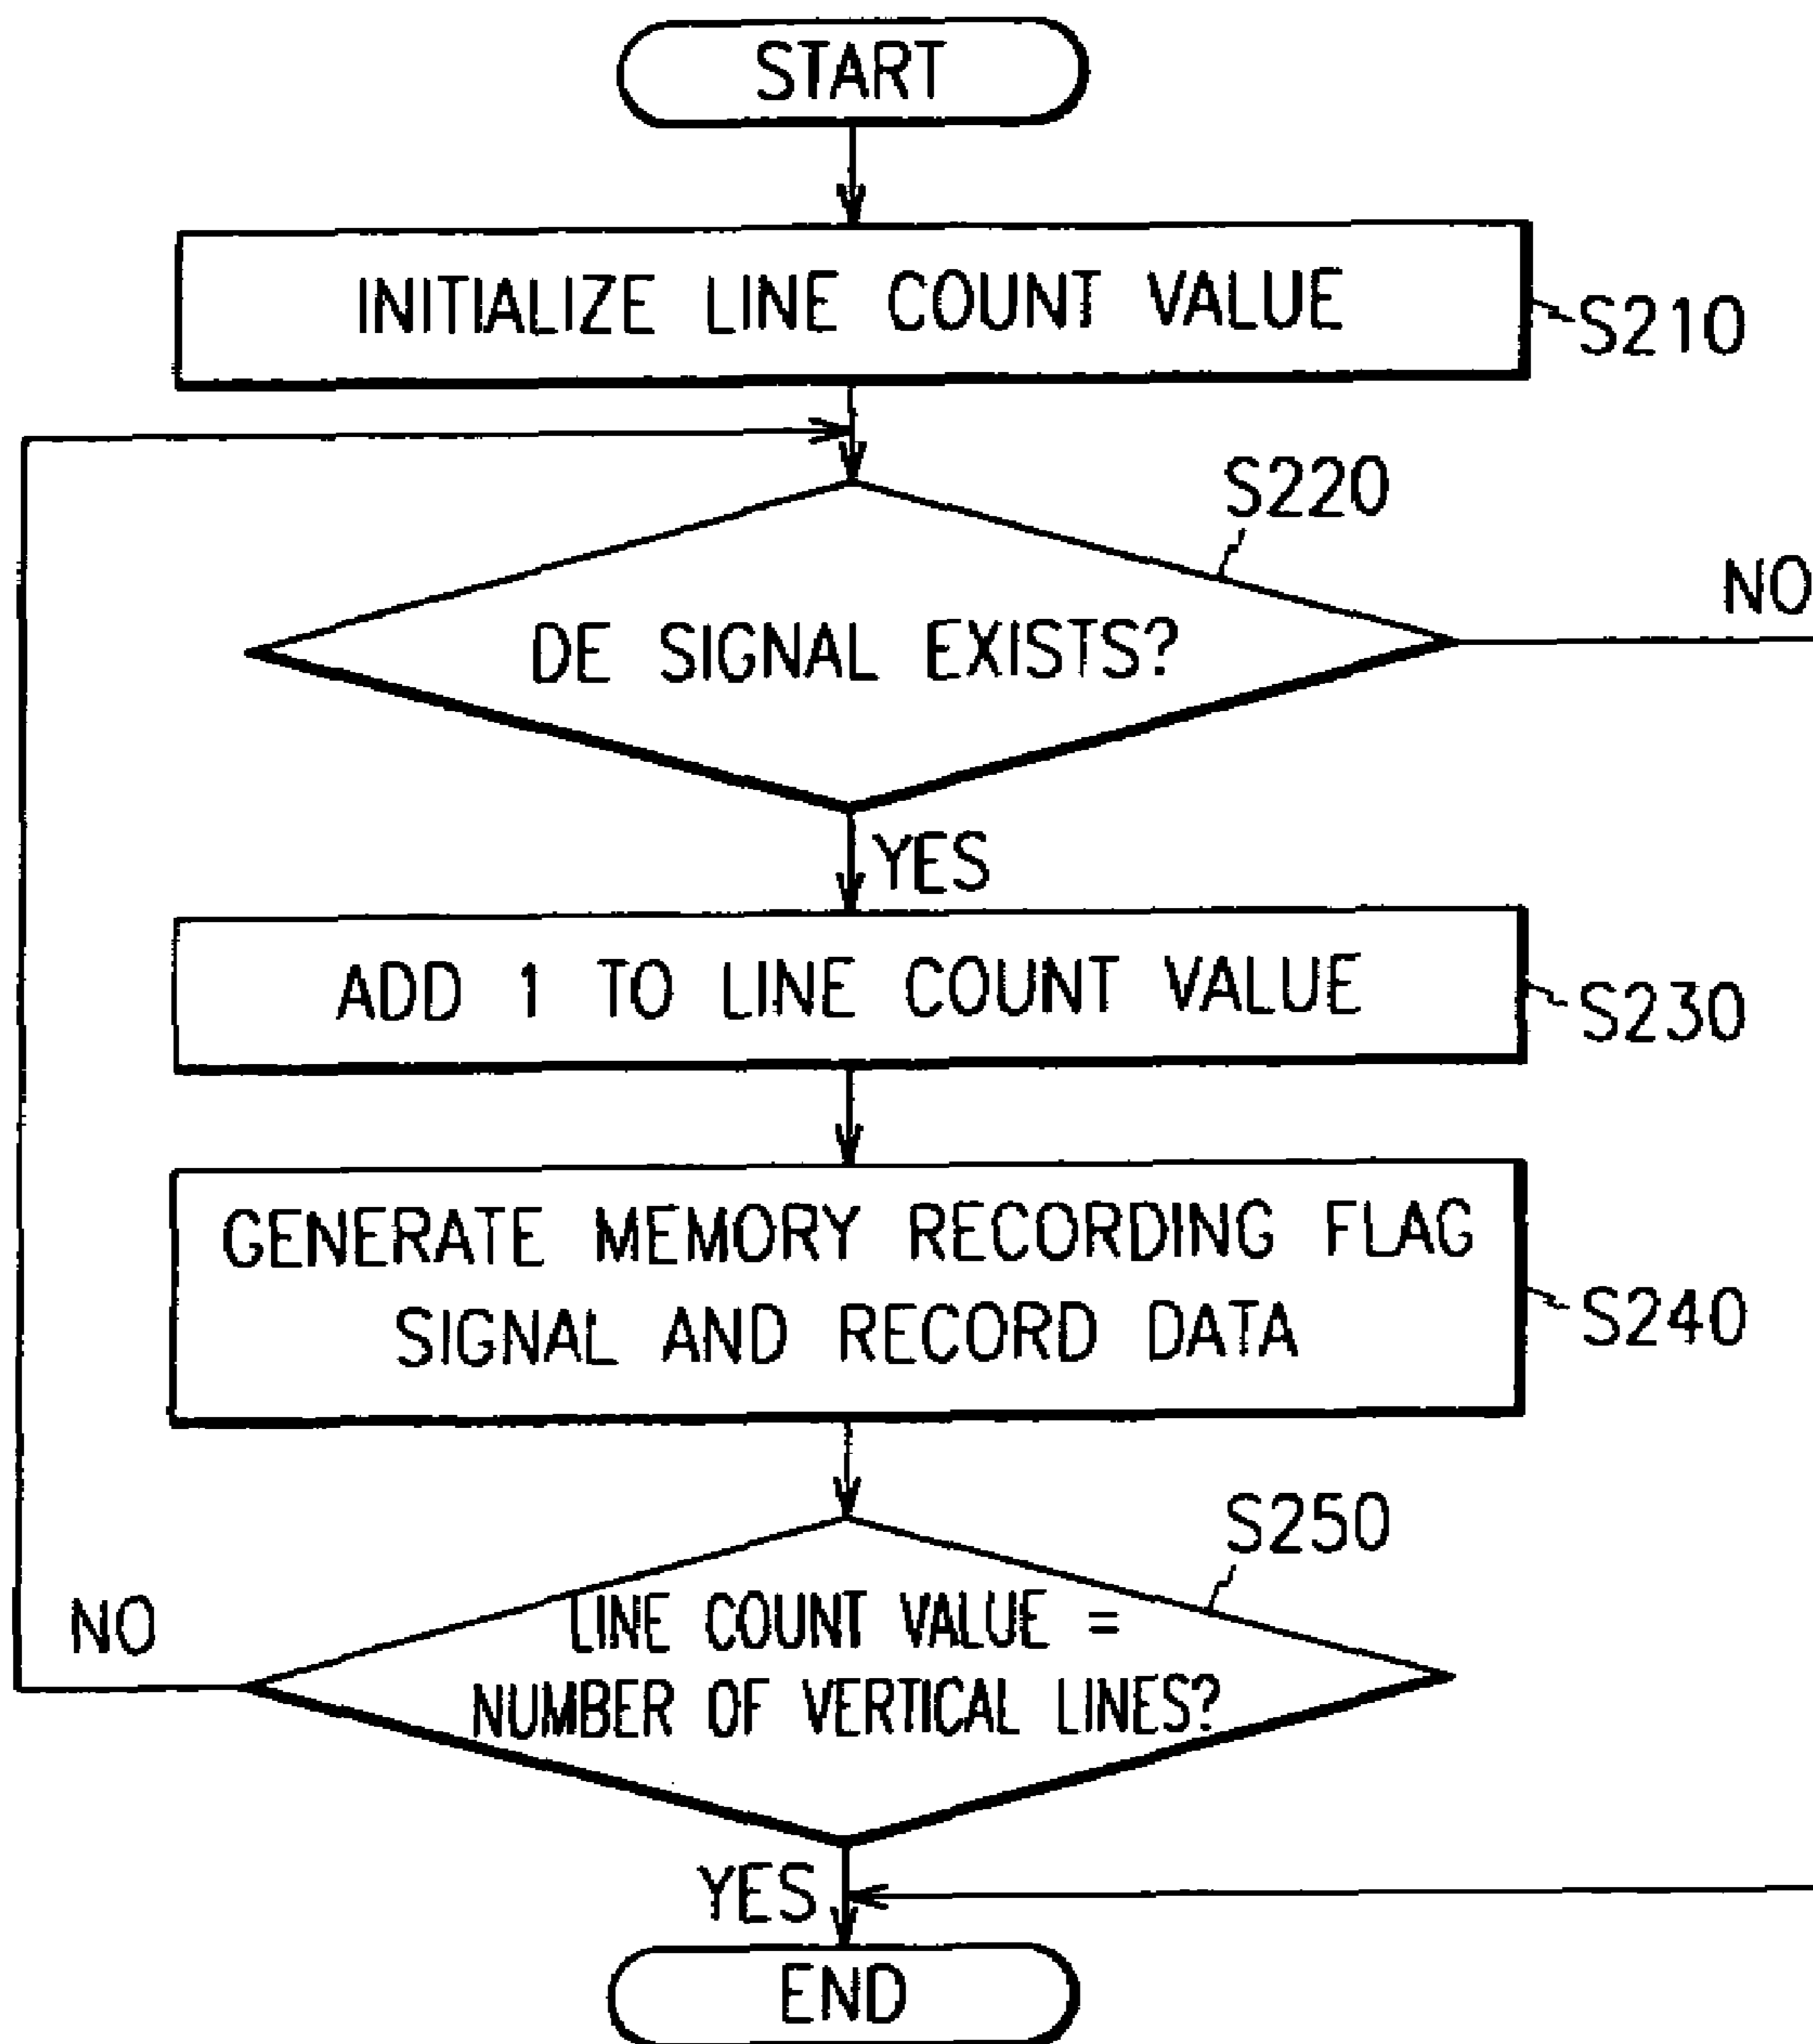 START
INITIALIZE LINE COUNT VALUE
S210
S220
DE SIGNAL EXISTS?
NO
YES
ADD 1 TO LINE COUNT VALUE
S230
GENERATE MEMORY RECORDING FLAG
SIGNAL AND RECORD DATA
S240
S250
LINE COUNT VALUE =
NUMBER OF VERTICAL LINES?
NO
YES
END